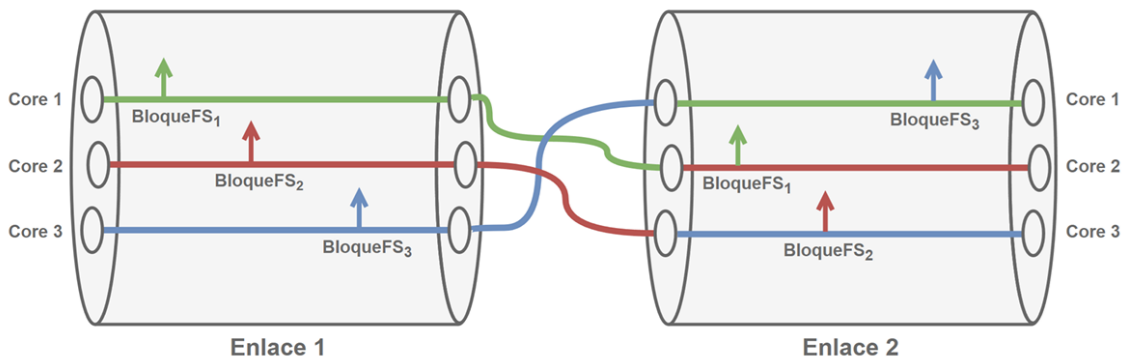 Core 1
BloqueFS1
Core 2
BloqueFS2
Core 3
BloqueFS3
Enlace 1
BloqueFS3
Core 1
BloqueFS1
Core 2
BloqueFS2
Core 3
Enlace 2